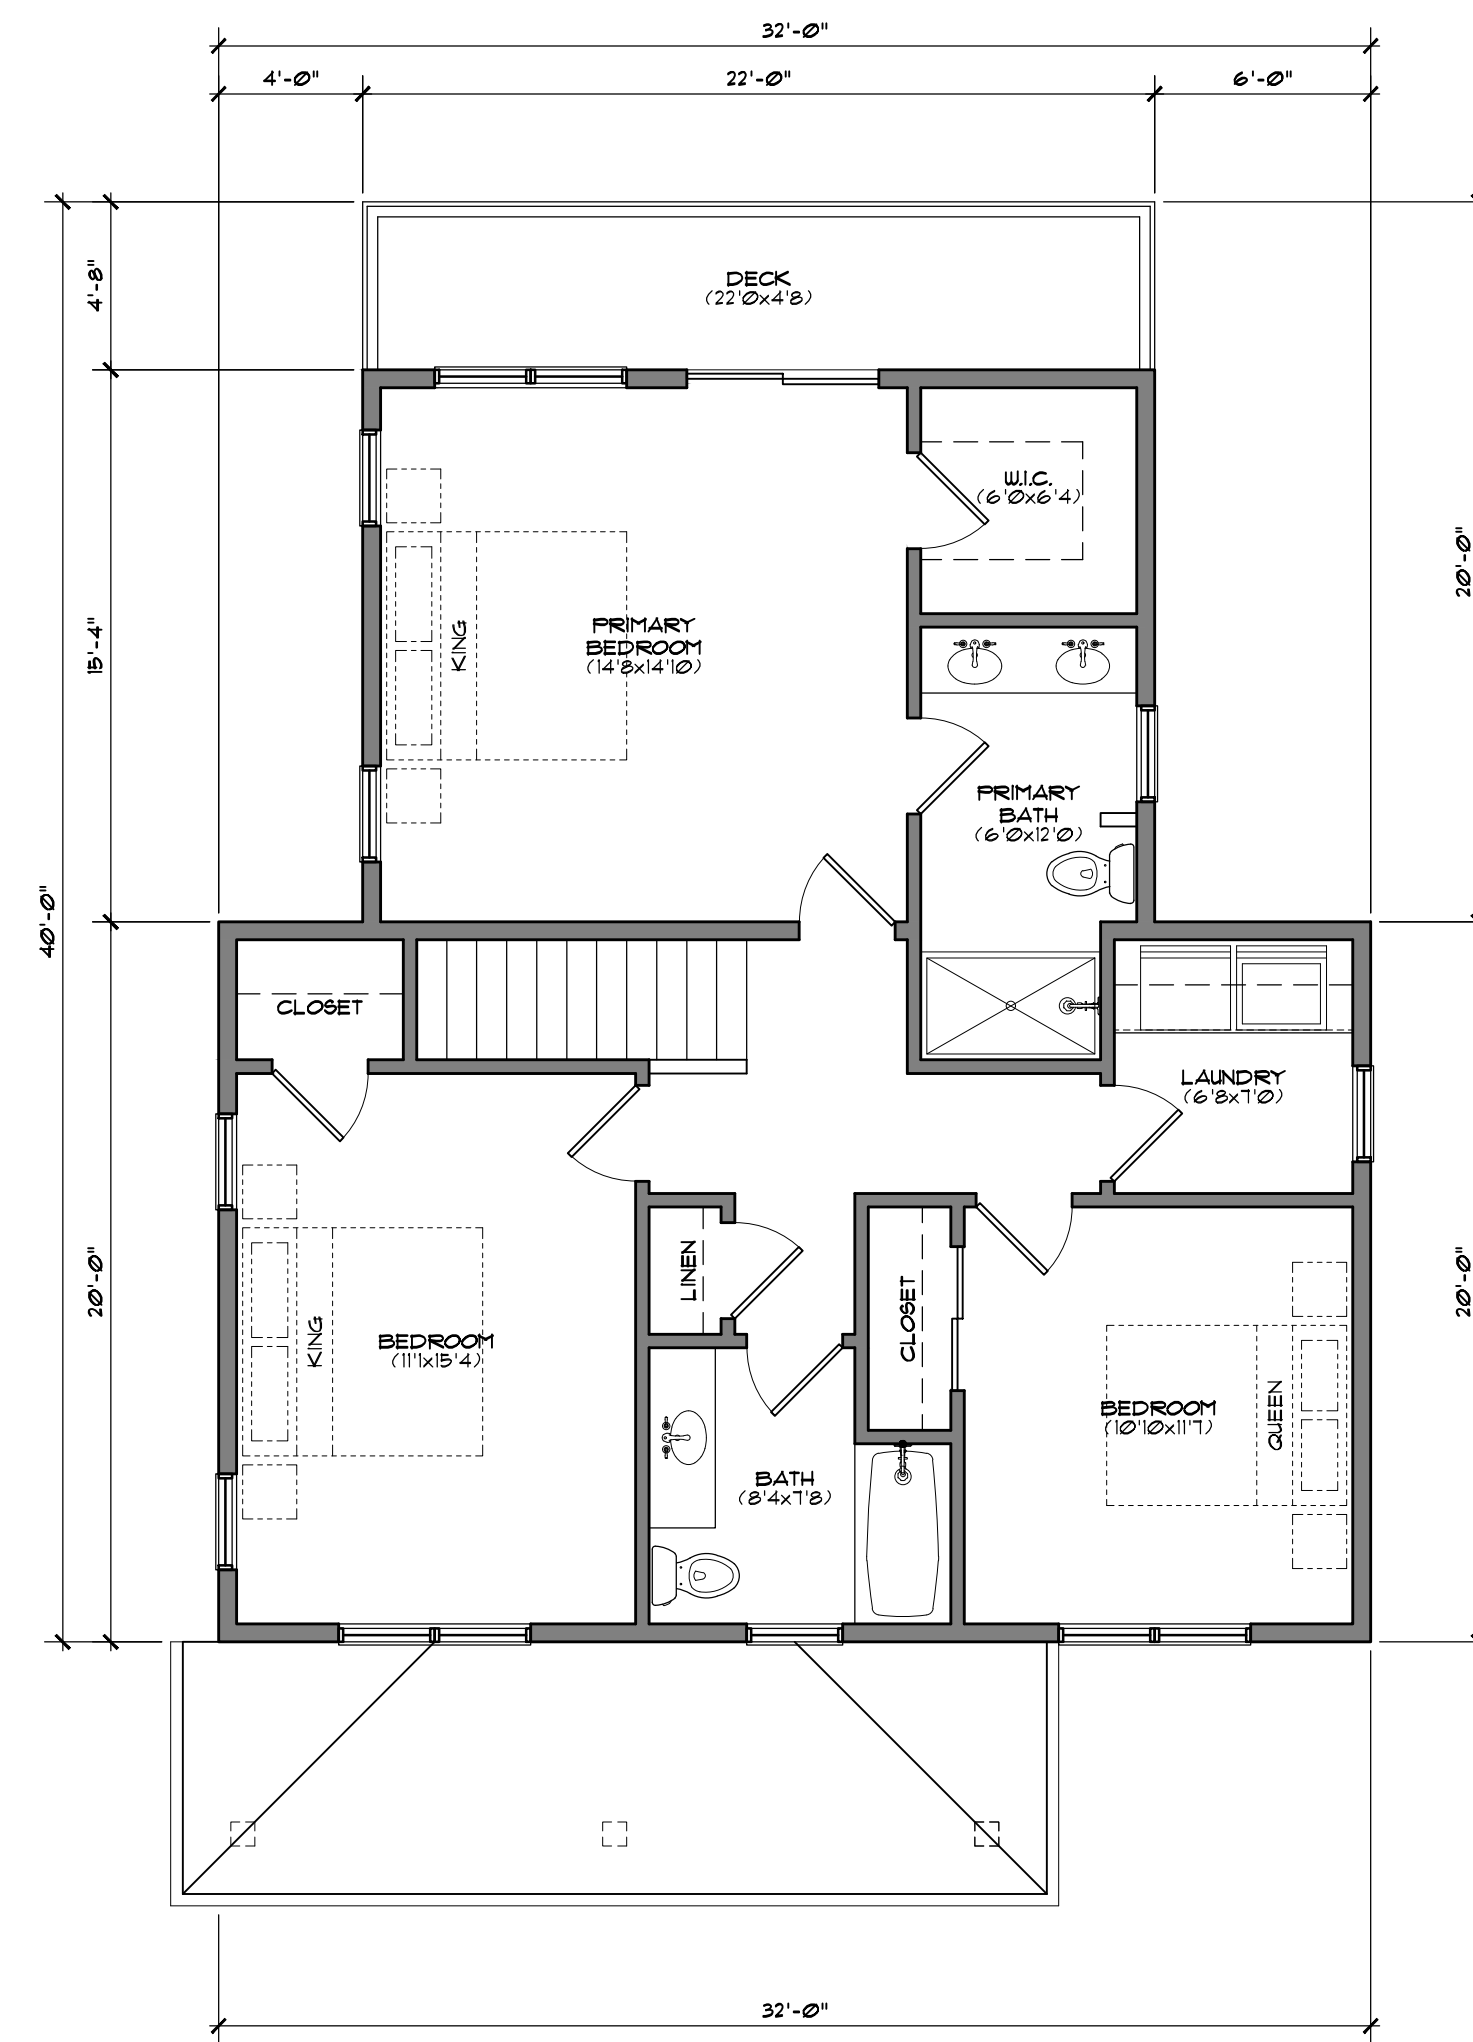 32'-0"
4'-0" 22'-0" 6'-0"
4'-8"
DECK
(22'0x4'8)
W.I.C.
(6'0x6'4)
20'-0"
15'-4"
KING
PRIMARY
BEDROOM
(14'8x14'10)
PRIMARY
BATH
(6'0x12'0)
40'-0"
CLOSET
LAUNDRY
(6'8x7'0)
20'-0"
LINEN
CLOSET
20'-0"
KING
BEDROOM
(11'1x15'4)
BEDROOM
(10'10x11'7)
QUEEN
BATH
(8'4x7'8)
32'-0"